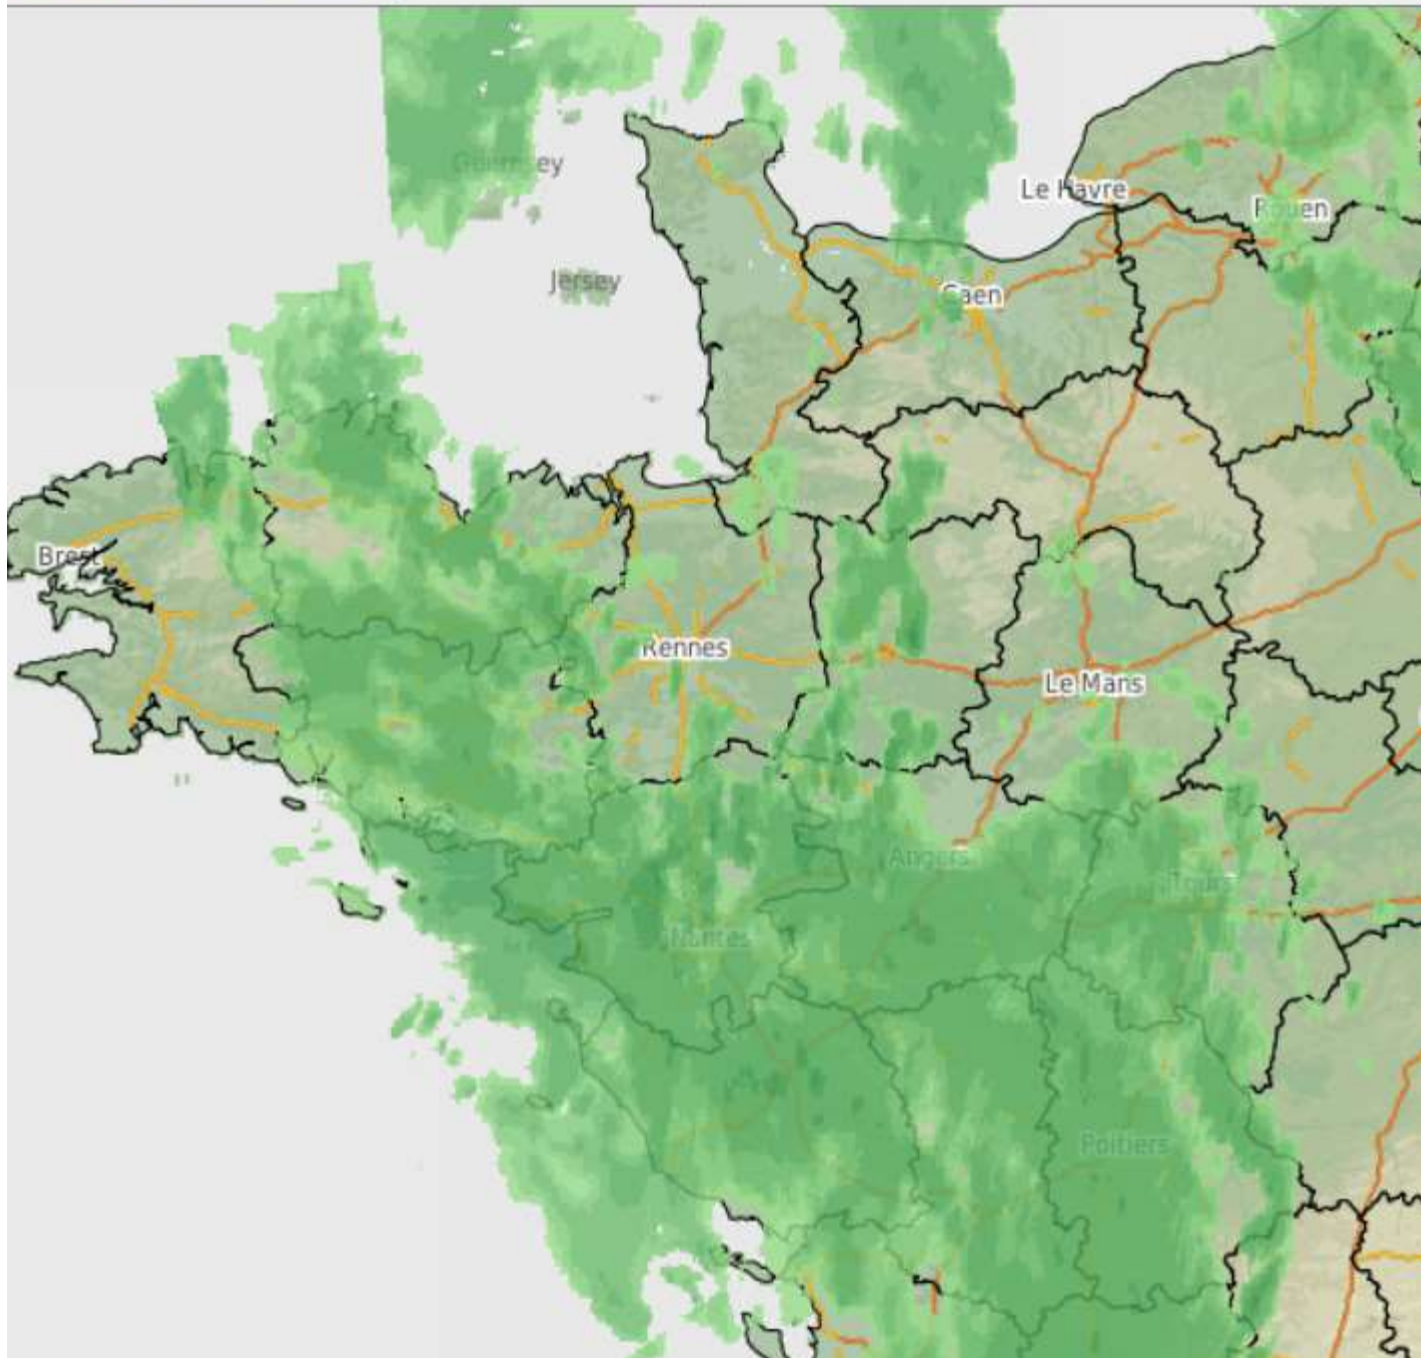 Guernsey
Le Havre
Rouen
Jersey
Caen
Brest
Rennes
Le Mans
Angers
Tours
Nantes
Poitiers